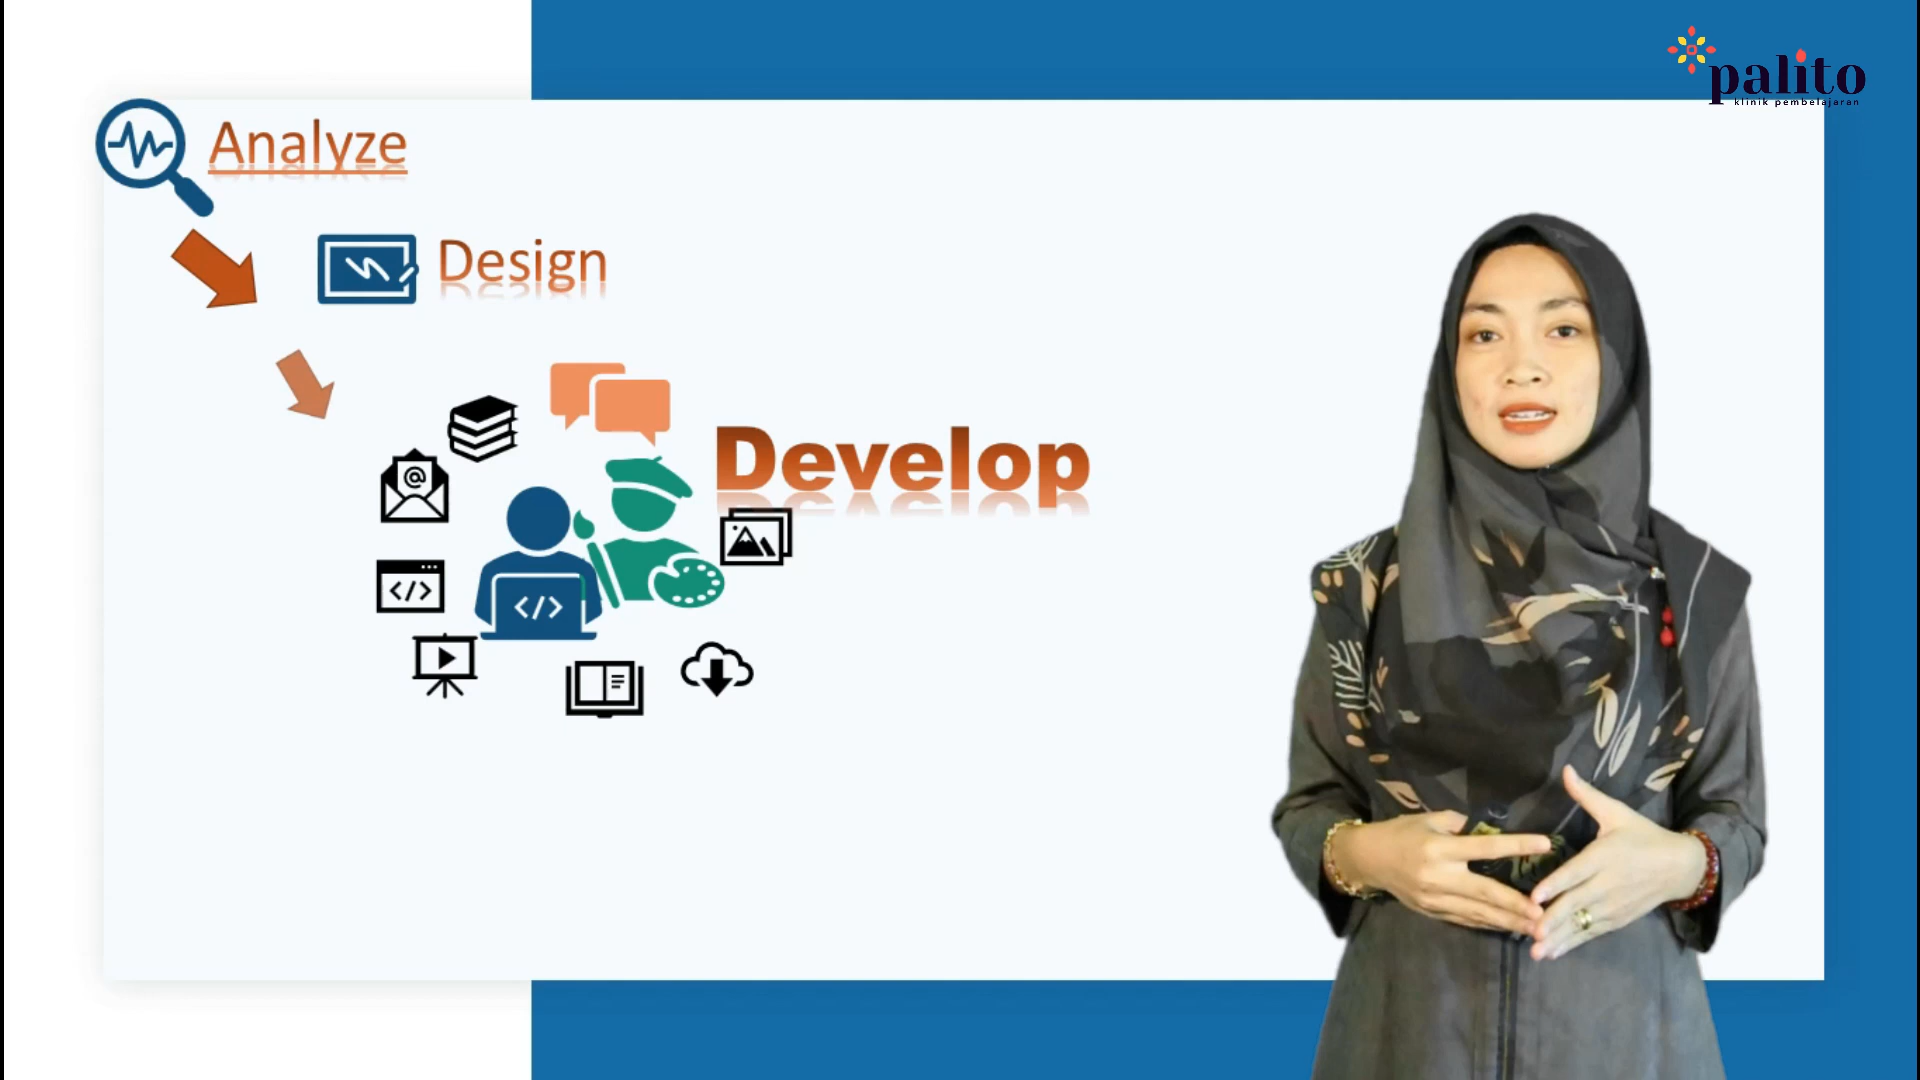 palito
klinik pembelajaran
Analyze
Design
Develop
@
</>
</>